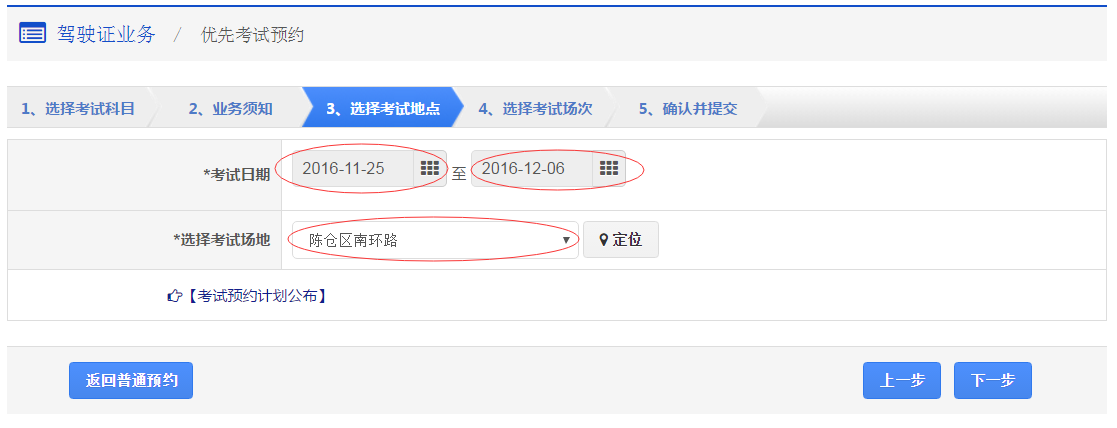 驾驶证业务 / 优先考试预约
1、选择考试科目 2、业务须知 3、选择考试地点 4、选择考试场次 5、确认并提交
*考试日期 2016-11-25 至 2016-12-06
*选择考试场地 陈仓区南环路 定位
【考试预约计划公布】
返回普通预约 上一步 下一步